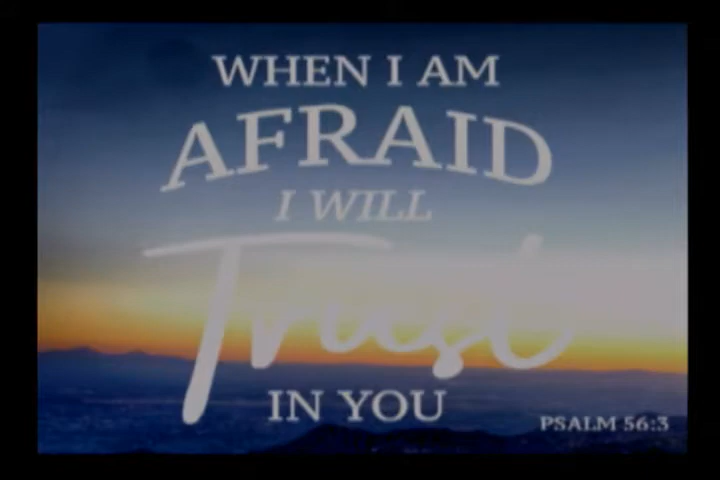 WHEN I AM
AFRAID
I WILL
Trust
IN YOU
PSALM 56:3